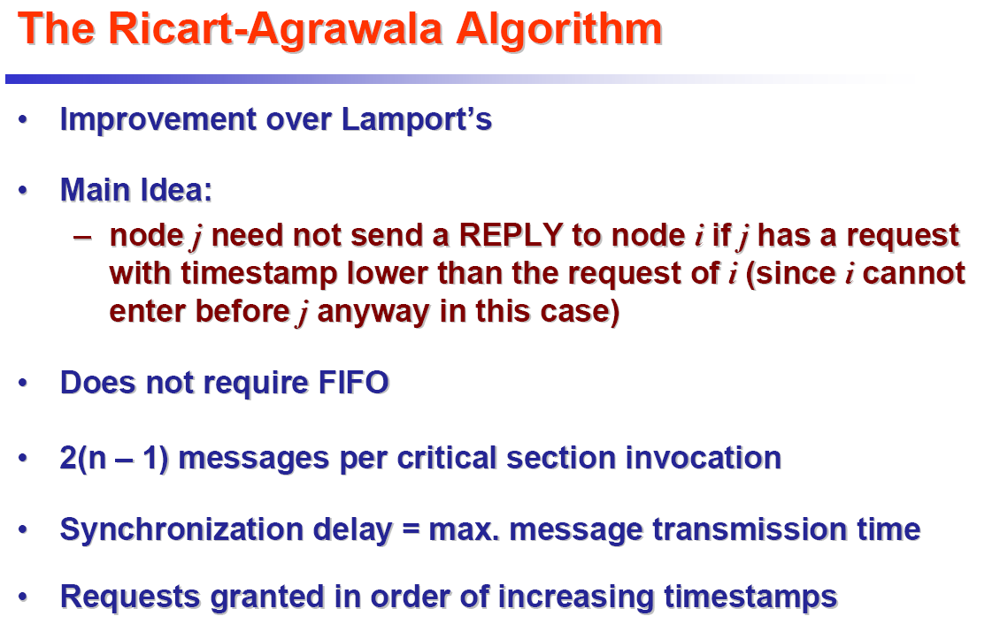 The Ricart-Agrawala Algorithm
• Improvement over Lamport’s
• Main Idea:
– node j need not send a REPLY to node i if j has a request
with timestamp lower than the request of i (since i cannot
enter before j anyway in this case)
• Does not require FIFO
• 2(n – 1) messages per critical section invocation
• Synchronization delay = max. message transmission time
• Requests granted in order of increasing timestamps